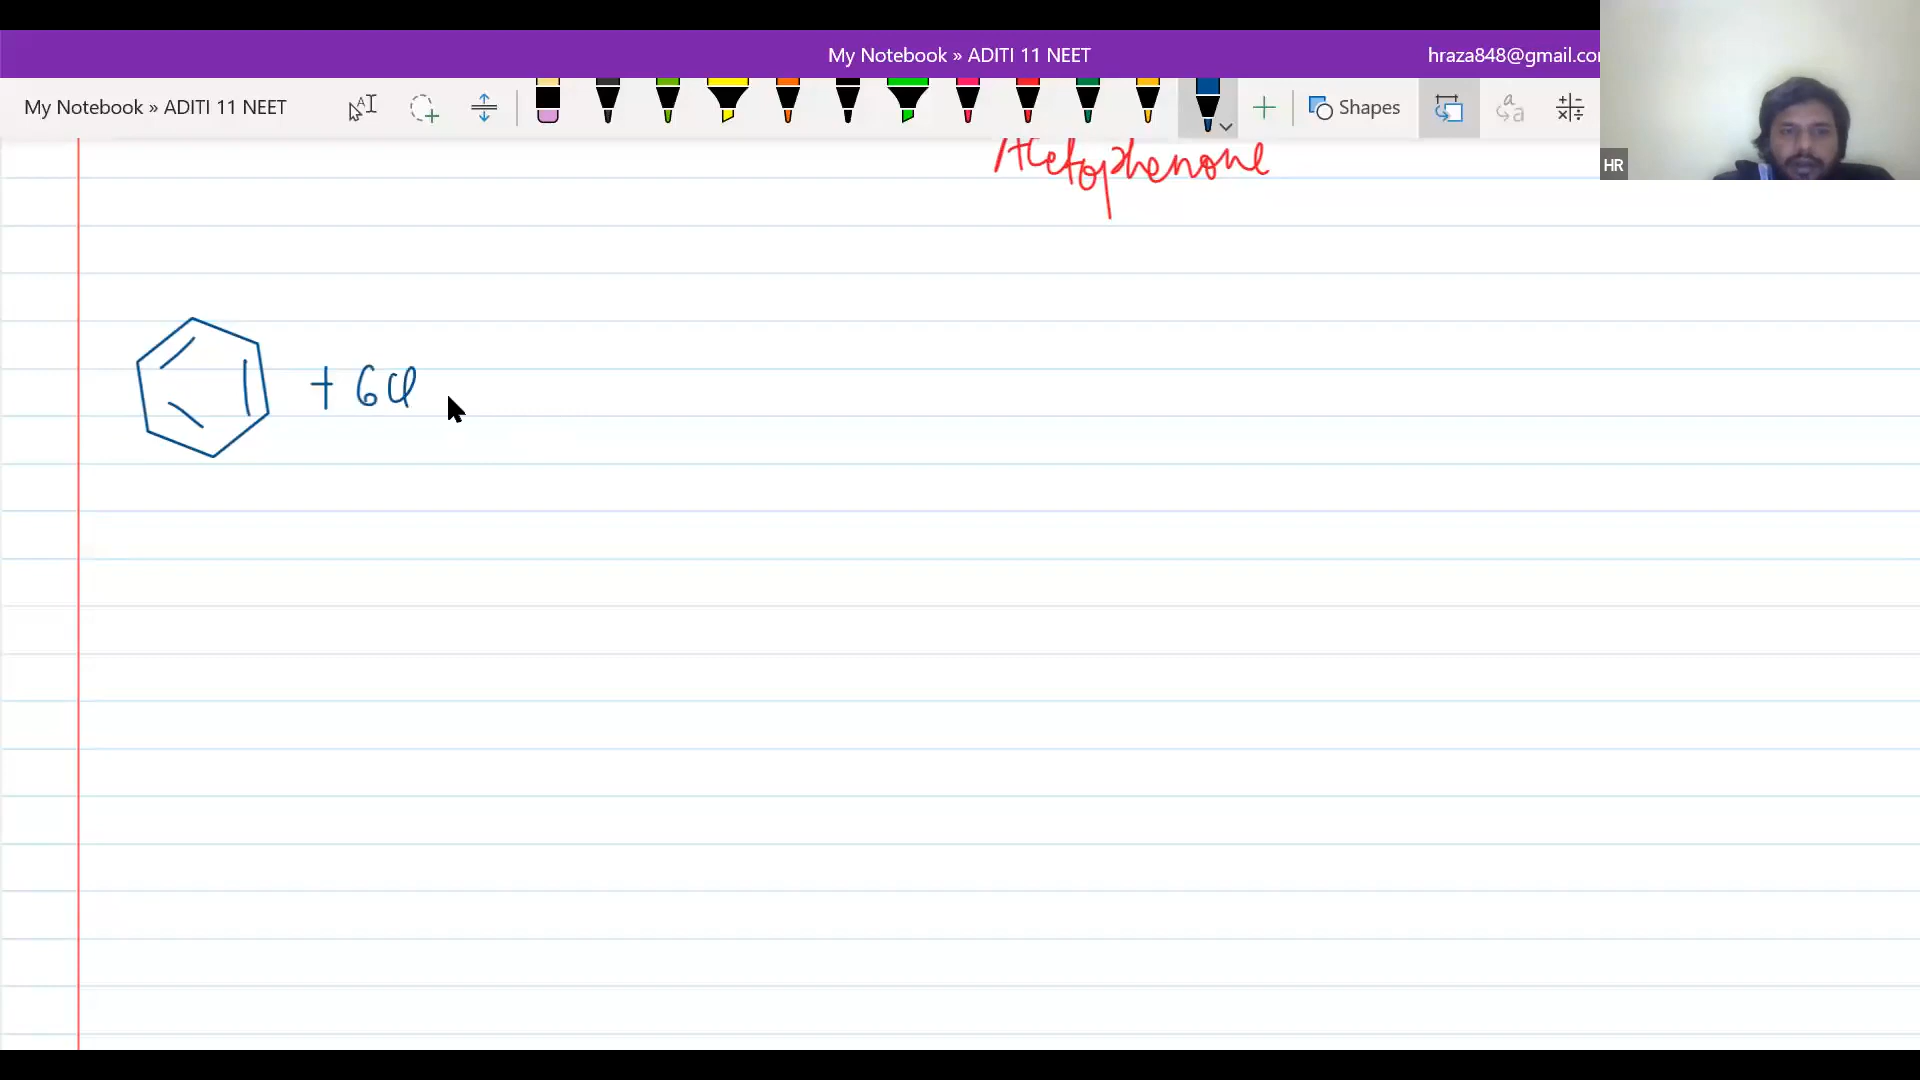 My Notebook » ADITI 11 NEET
hraza848@gmail.co
My Notebook » ADITI 11 NEET
Shapes
HR
Acetophenone
+ 6Cl